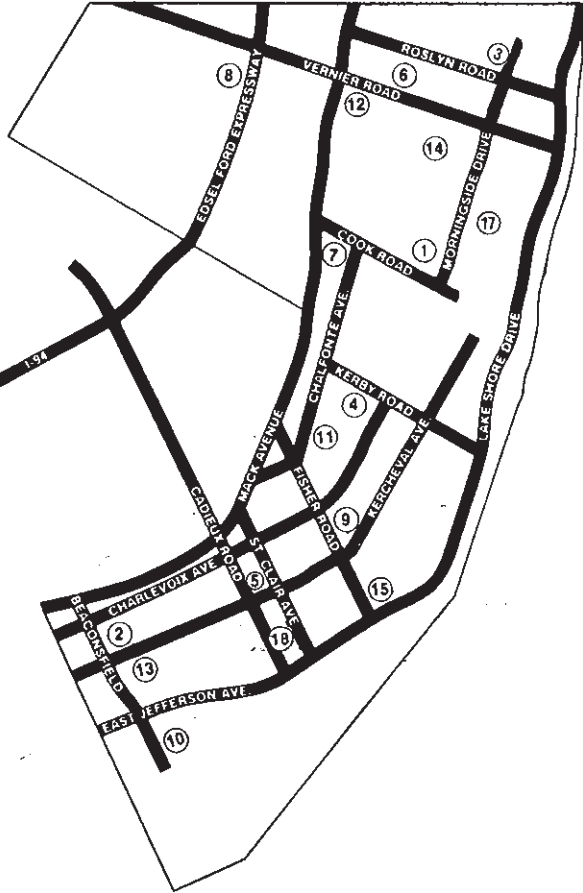 3
ROSLYN ROAD
8
VERNIER ROAD
6
12
EDSEL FORD EXPRESSWAY
14
MORNINGSIDE DRIVE
17
COOK ROAD
1
7
CHALFONTE AVE.
I-94
KERBY ROAD
LAKE SHORE DRIVE
4
MACK AVENUE
11
KERCHEVAL AVE.
FISHER ROAD
CADIEUX ROAD
9
ST. CLAIR AVE.
CHARLEVOIX AVE
5
15
BEACONSFIELD
2
18
13
EAST JEFFERSON AVE.
10